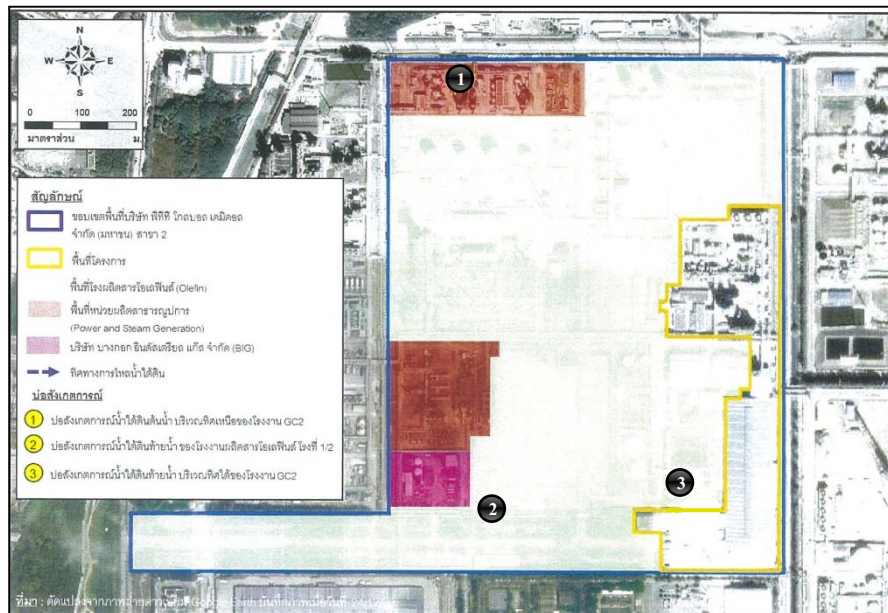 N
W E
S
0 100 200
มาตราส่วน ม.
สัญลักษณ์
ขอบเขตพื้นที่บริษัท พีทีที โกลบอล เคมิคอล
จำกัด (มหาชน) สาขา 2
พื้นที่โครงการ
พื้นที่โรงผลิตสารโอเลฟินส์ (Olefin)
พื้นที่หน่วยผลิตสาธารณูปการ
(Power and Steam Generation)
บริษัท บางกอก อินดัสเตรียล แก๊ส จำกัด (BIG)
ทิศทางการไหลน้ำใต้ดิน
บ่อสังเกตการณ์
1 บ่อสังเกตการณ์น้ำใต้ดินต้นน้ำ บริเวณทิศเหนือของโรงงาน GC2
2 บ่อสังเกตการณ์น้ำใต้ดินท้ายน้ำ ของโรงงานผลิตสารโอเลฟินส์ โรงที่ 1/2
3 บ่อสังเกตการณ์น้ำใต้ดินท้ายน้ำ บริเวณทิศใต้ของโรงงาน GC2
1
3
2
ที่มา : ดัดแปลงจากภาพถ่ายดาวเทียม Google Earth บันทึกภาพเมื่อวันที่